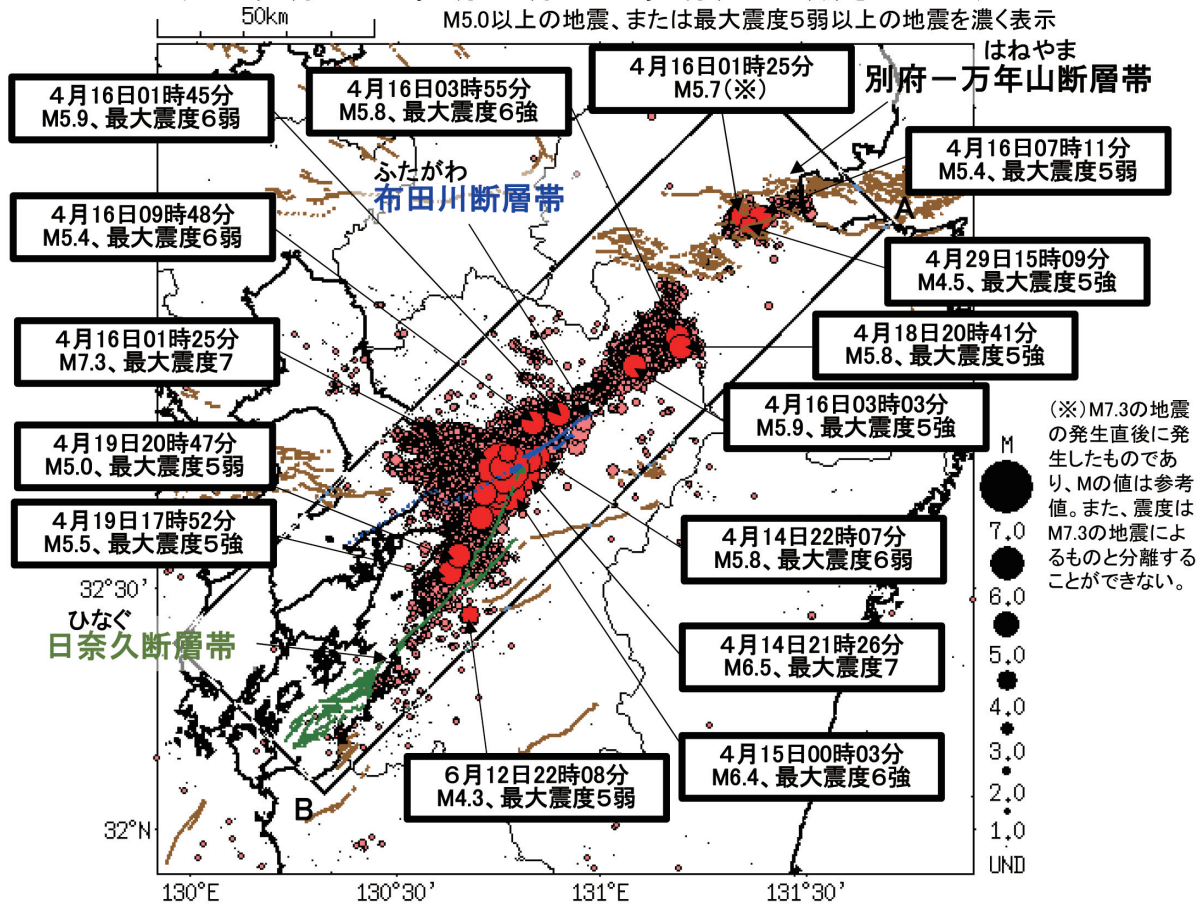 50km
M5.0以上の地震、または最大震度5弱以上の地震を濃く表示
はねやま
別府－万年山断層帯
4月16日01時25分
M5.7(※)
4月16日01時45分
M5.9、最大震度6弱
4月16日03時55分
M5.8、最大震度6強
ふたがわ
布田川断層帯
4月16日07時11分
M5.4、最大震度5弱
A
4月16日09時48分
M5.4、最大震度6弱
4月29日15時09分
M4.5、最大震度5強
4月16日01時25分
M7.3、最大震度7
4月18日20時41分
M5.8、最大震度5強
4月16日03時03分
M5.9、最大震度5強
4月19日20時47分
M5.0、最大震度5弱
4月19日17時52分
M5.5、最大震度5強
4月14日22時07分
M5.8、最大震度6弱
ひなぐ
日奈久断層帯
4月14日21時26分
M6.5、最大震度7
4月15日00時03分
M6.4、最大震度6強
6月12日22時08分
M4.3、最大震度5弱
B
(※)M7.3の地震
の発生直後に発
生したものであ
り、Mの値は参考
値。また、震度は
M7.3の地震によ
るものと分離する
ことができない。
M
7.0
6.0
5.0
4.0
3.0
2.0
1.0
UND
32°30'
32°N
130°E
130°30'
131°E
131°30'